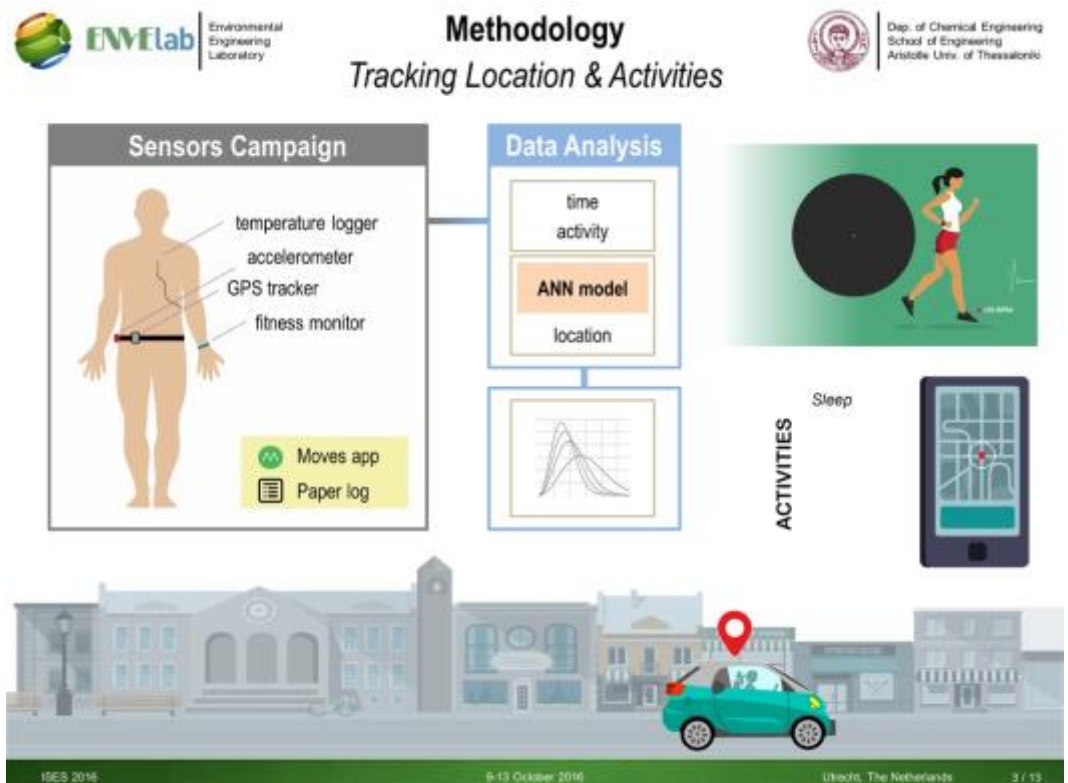 ENVElab
Environmental
Engineering
Laboratory
Methodology
Tracking Location & Activities
Dep. of Chemical Engineering
School of Engineering
Aristotle Univ. of Thessaloniki
Sensors Campaign
temperature logger
accelerometer
GPS tracker
fitness monitor
Moves app
Paper log
Data Analysis
time
activity
ANN model
location
ACTIVITIES
Sleep
ISES 2016
9-13 October 2016
Utrecht, The Netherlands
3 / 13